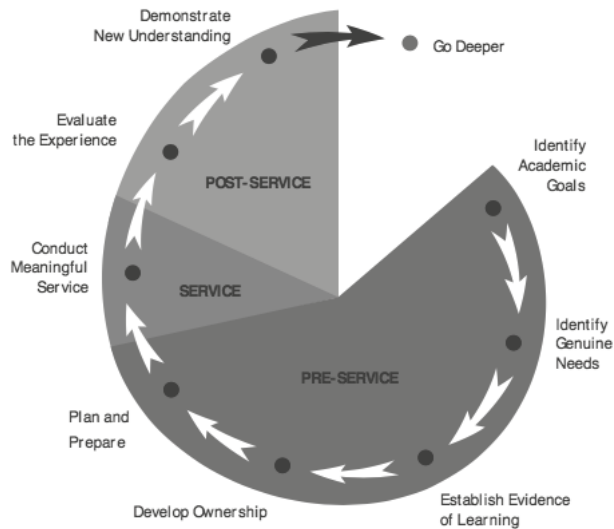 Demonstrate
New Understanding
Go Deeper
Evaluate
the Experience
Identify
Academic
Goals
POST-SERVICE
Conduct
Meaningful
Service
SERVICE
Identify
Genuine
Needs
PRE-SERVICE
Plan and
Prepare
Establish Evidence
of Learning
Develop Ownership